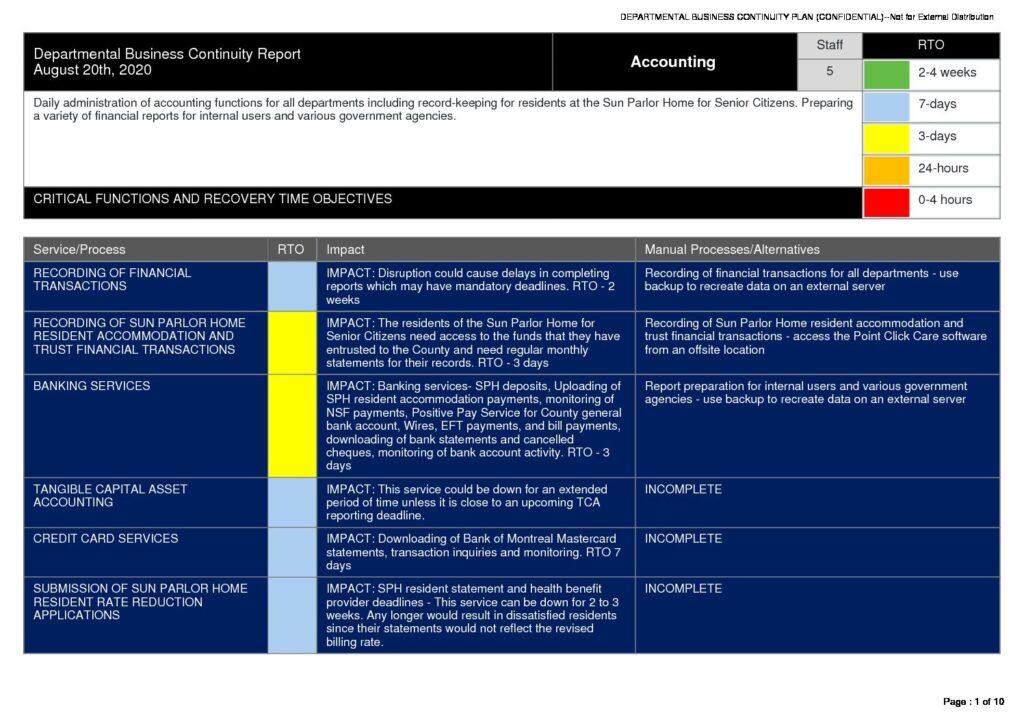 DEPARTMENTAL BUSINESS CONTINUITY PLAN (CONFIDENTIAL)--Not for External Distribution
Departmental Business Continuity Report
August 20th, 2020
Accounting
Staff
5
RTO
2-4 weeks
7-days
3-days
24-hours
0-4 hours
Daily administration of accounting functions for all departments including record-keeping for residents at the Sun Parlor Home for Senior Citizens. Preparing
a variety of financial reports for internal users and various government agencies.
CRITICAL FUNCTIONS AND RECOVERY TIME OBJECTIVES
Service/Process
RTO
Impact
Manual Processes/Alternatives
RECORDING OF FINANCIAL
TRANSACTIONS
IMPACT: Disruption could cause delays in completing
reports which may have mandatory deadlines. RTO - 2
weeks
Recording of financial transactions for all departments - use
backup to recreate data on an external server
RECORDING OF SUN PARLOR HOME
RESIDENT ACCOMMODATION AND
TRUST FINANCIAL TRANSACTIONS
IMPACT: The residents of the Sun Parlor Home for
Senior Citizens need access to the funds that they have
entrusted to the County and need regular monthly
statements for their records. RTO - 3 days
Recording of Sun Parlor Home resident accommodation and
trust financial transactions - access the Point Click Care software
from an offsite location
BANKING SERVICES
IMPACT: Banking services- SPH deposits, Uploading of
SPH resident accommodation payments, monitoring of
NSF payments, Positive Pay Service for County general
bank account, Wires, EFT payments, and bill payments,
downloading of bank statements and cancelled
cheques, monitoring of bank account activity. RTO - 3
days
Report preparation for internal users and various government
agencies - use backup to recreate data on an external server
TANGIBLE CAPITAL ASSET
ACCOUNTING
IMPACT: This service could be down for an extended
period of time unless it is close to an upcoming TCA
reporting deadline.
INCOMPLETE
CREDIT CARD SERVICES
IMPACT: Downloading of Bank of Montreal Mastercard
statements, transaction inquiries and monitoring. RTO 7
days
INCOMPLETE
SUBMISSION OF SUN PARLOR HOME
RESIDENT RATE REDUCTION
APPLICATIONS
IMPACT: SPH resident statement and health benefit
provider deadlines - This service can be down for 2 to 3
weeks. Any longer would result in dissatisfied residents
since their statements would not reflect the revised
billing rate.
INCOMPLETE
Page : 1 of 10